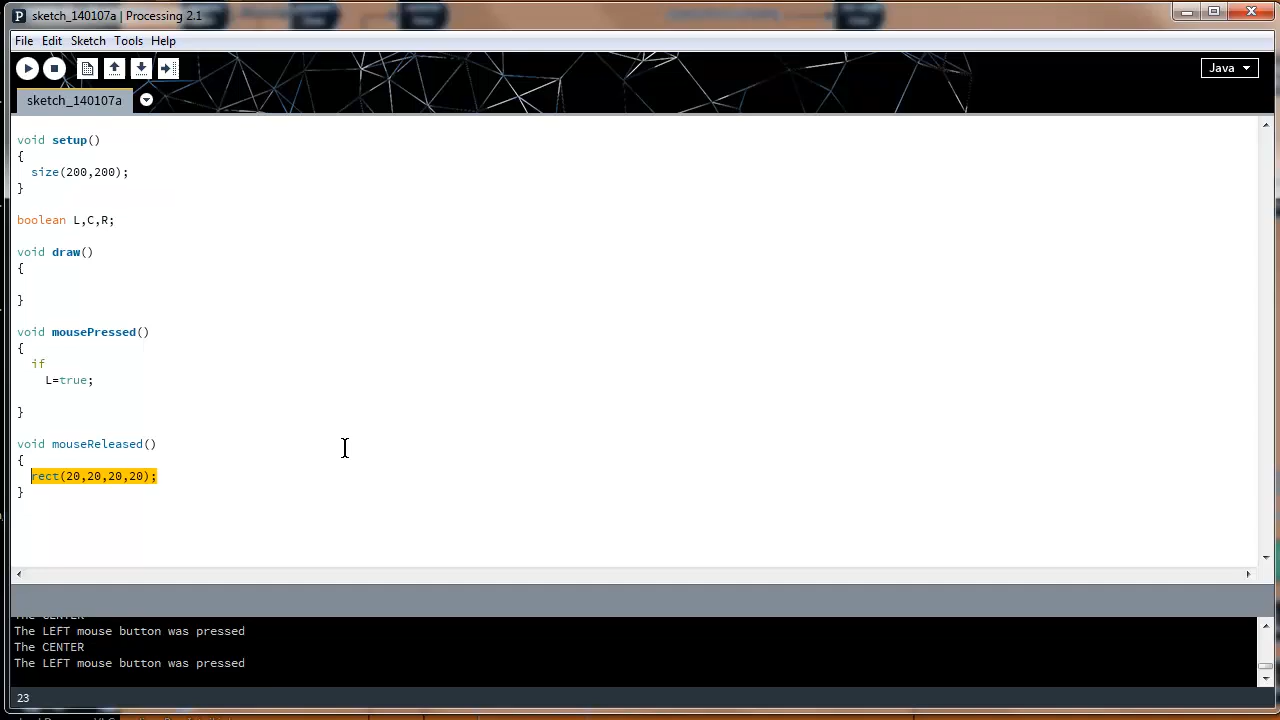 sketch_140107a | Processing 2.1
File Edit Sketch Tools Help
Java
sketch_140107a
void setup()
{
size(200,200);
}
boolean L,C,R;
void draw()
{
}
void mousePressed()
{
if
L=true;
}
void mouseReleased()
{
rect(20,20,20,20);
}
The CENTER
The LEFT mouse button was pressed
The CENTER
The LEFT mouse button was pressed
23